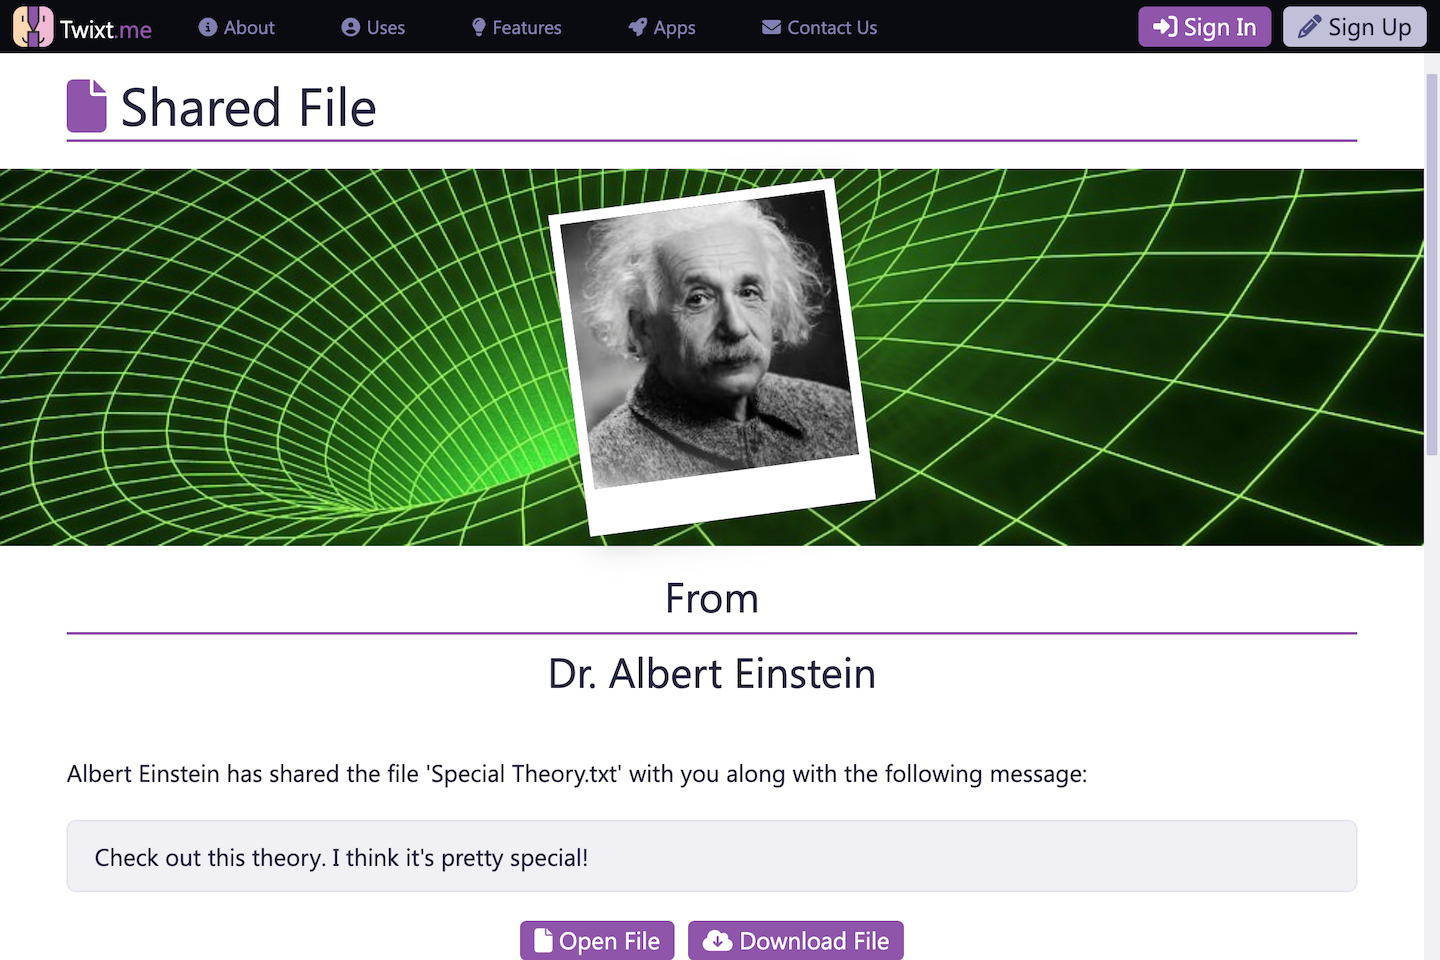 Twixt.me
About
Uses
Features
Apps
Contact Us
Sign In
Sign Up
Shared File
From
Dr. Albert Einstein
Albert Einstein has shared the file 'Special Theory.txt' with you along with the following message:
Check out this theory. I think it's pretty special!
Open File
Download File